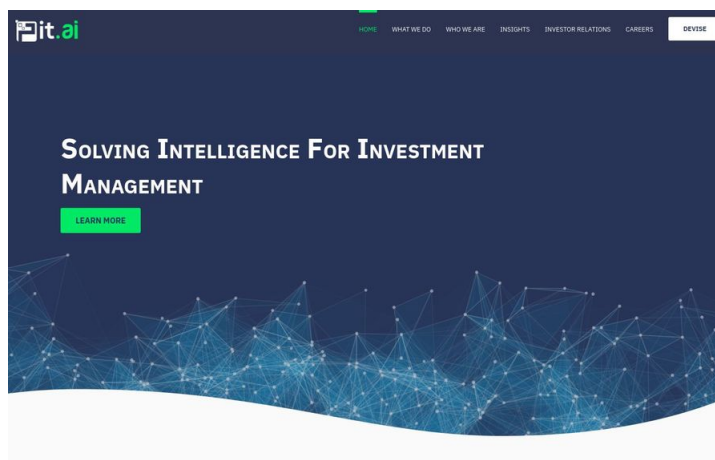 Pit.ai
HOME WHAT WE DO WHO WE ARE INSIGHTS INVESTOR RELATIONS CAREERS DEVISE
SOLVING INTELLIGENCE FOR INVESTMENT
MANAGEMENT
LEARN MORE